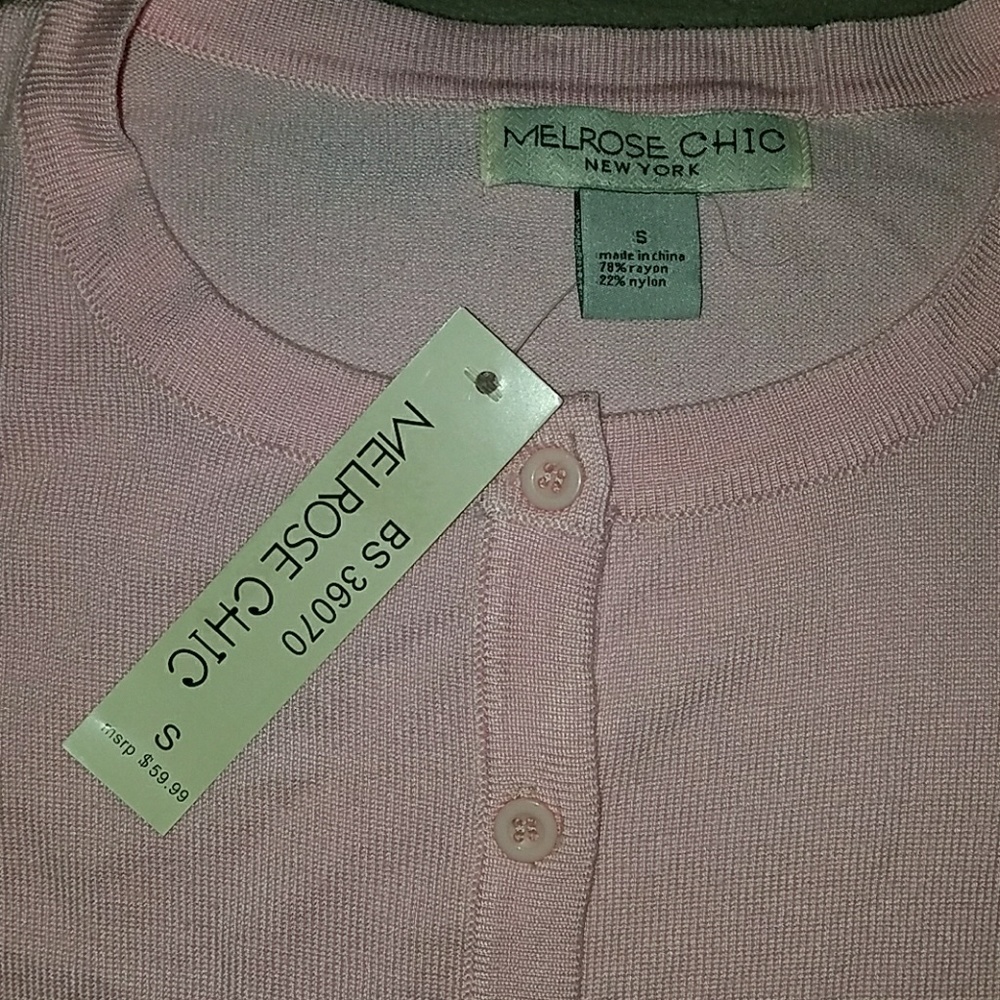 MELROSE CHIC
NEW YORK
S
made in china
78% rayon
22% nylon
MELROSE CHIC
BS 36070
S
msrp $59.99